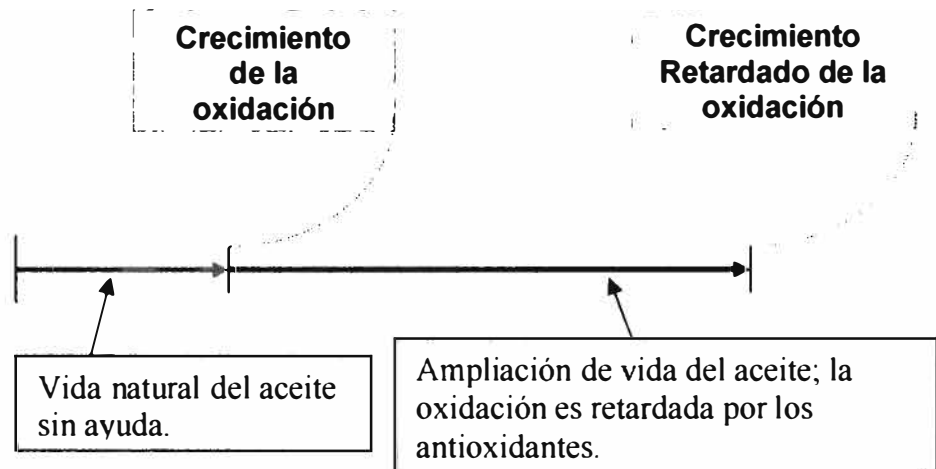 Crecimiento
de la
oxidación
Crecimiento
Retardado de la
oxidación
Vida natural del aceite
sin ayuda.
Ampliación de vida del aceite; la
oxidación es retardada por los
antioxidantes.